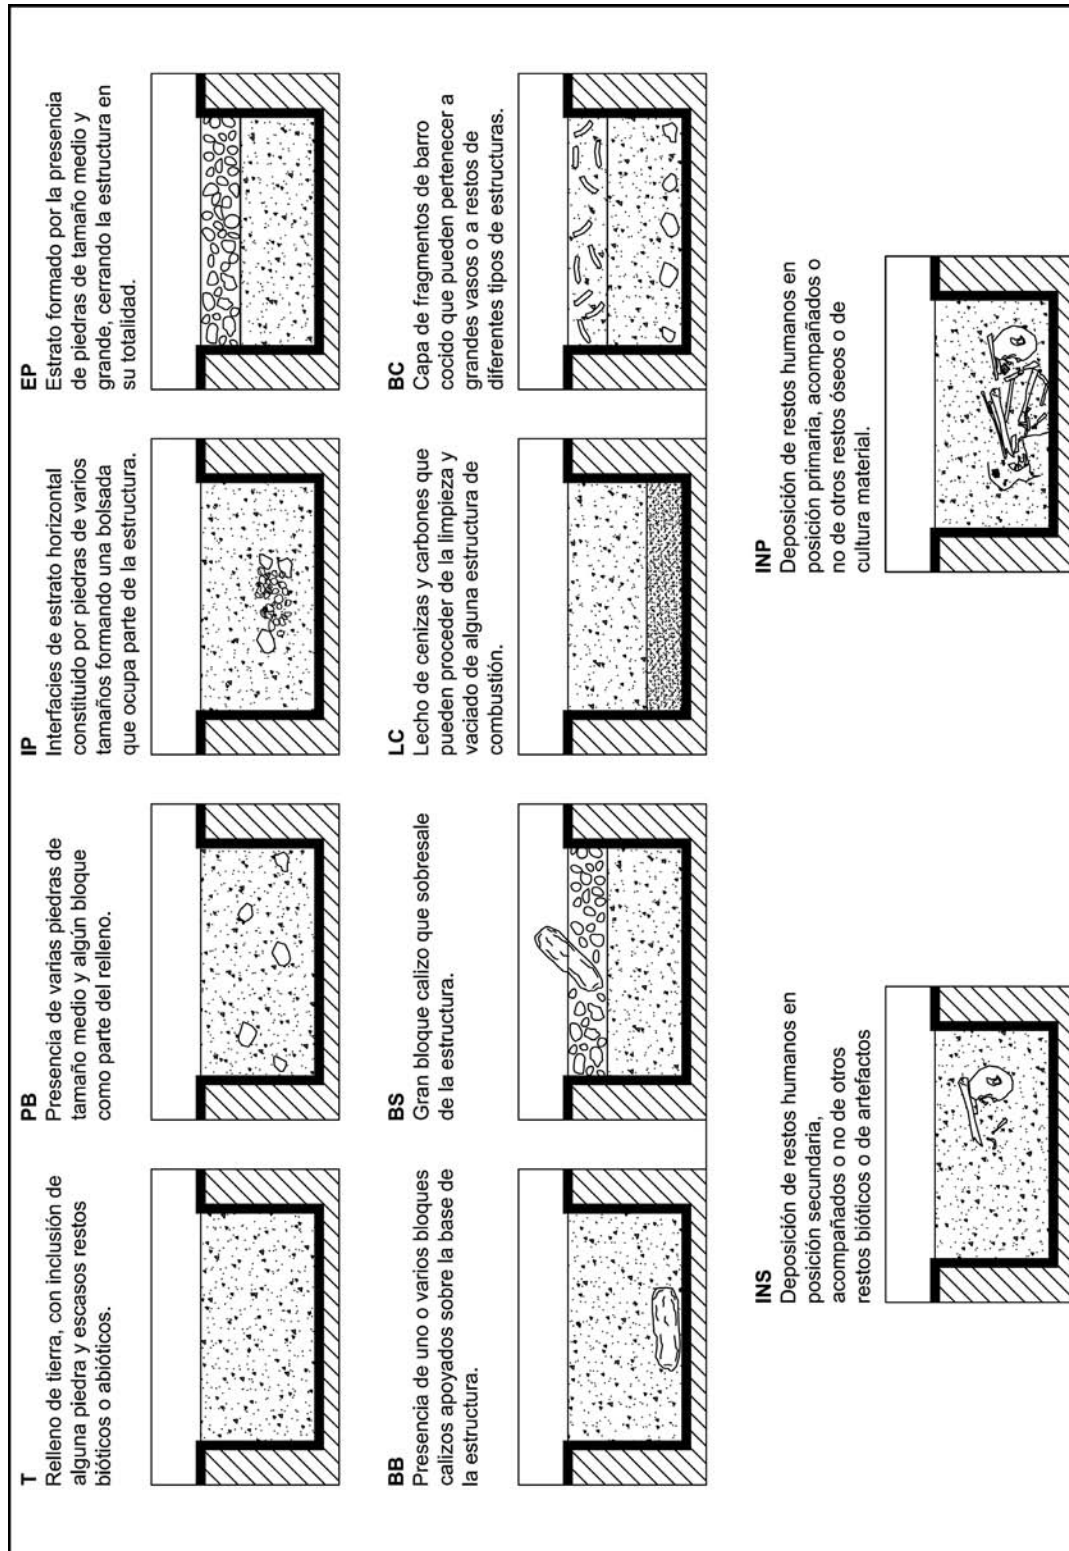 T
Relleno de tierra, con inclusión de
alguna piedra y escasos restos
bióticos o abióticos.
PB
Presencia de varias piedras de
tamaño medio y algún bloque
como parte del relleno.
IP
Interfacies de estrato horizontal
constituido por piedras de varios
tamaños formando una bolsada
que ocupa parte de la estructura.
EP
Estrato formado por la presencia
de piedras de tamaño medio y
grande, cerrando la estructura en
su totalidad.
BB
Presencia de uno o varios bloques
calizos apoyados sobre la base de
la estructura.
BS
Gran bloque calizo que sobresale
de la estructura.
LC
Lecho de cenizas y carbones que
pueden proceder de la limpieza y
vaciado de alguna estructura de
combustión.
BC
Capa de fragmentos de barro
cocido que pueden pertenecer a
grandes vasos o a restos de
diferentes tipos de estructuras.
INS
Deposición de restos humanos en
posición secundaria,
acompañados o no de otros
restos bióticos o de artefactos
INP
Deposición de restos humanos en
posición primaria, acompañados o
no de otros restos óseos o de
cultura material.